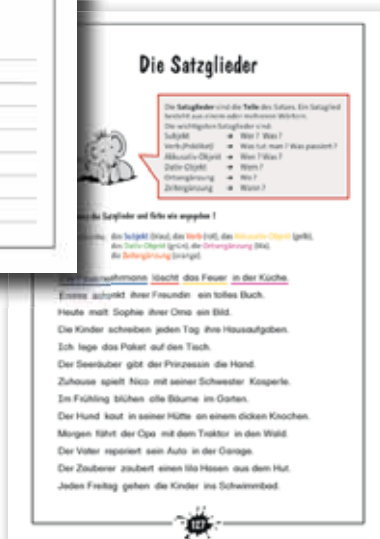 Die Satzglieder
Die Satzglieder sind die Teile des Satzes. Ein Satzglied
besteht aus einem oder mehreren Wörtern.
Die wichtigsten Satzglieder sind:
Subjekt → Wer? Was?
Verb (Prädikat) → Was tut man? Was passiert?
Akkusativ-Objekt → Wen? Was?
Dativ-Objekt → Wem?
Ortsergänzung → Wo?
Zeitergänzung → Wann?
die Satzglieder und färbe wie angegeben!
das Subjekt (blau), das Verb (rot), das Akkusativ-Objekt (gelb),
das Dativ-Objekt (grün), die Ortsergänzung (lila),
die Zeitergänzung (orange).
löscht das Feuer in der Küche.
schenkt ihrer Freundin ein tolles Buch.
Heute malt Sophie ihrer Oma ein Bild.
Die Kinder schreiben jeden Tag ihre Hausaufgaben.
Ich lege das Paket auf den Tisch.
Der Seeräuber gibt der Prinzessin die Hand.
Zuhause spielt Nico mit seiner Schwester Kasperle.
Im Frühling blühen alle Bäume im Garten.
Der Hund kaut in seiner Hütte an einem dicken Knochen.
Morgen fährt der Opa mit dem Traktor in den Wald.
Der Vater repariert sein Auto in der Garage.
Der Zauberer zaubert einen lila Hasen aus dem Hut.
Jeden Freitag gehen die Kinder ins Schwimmbad.
127